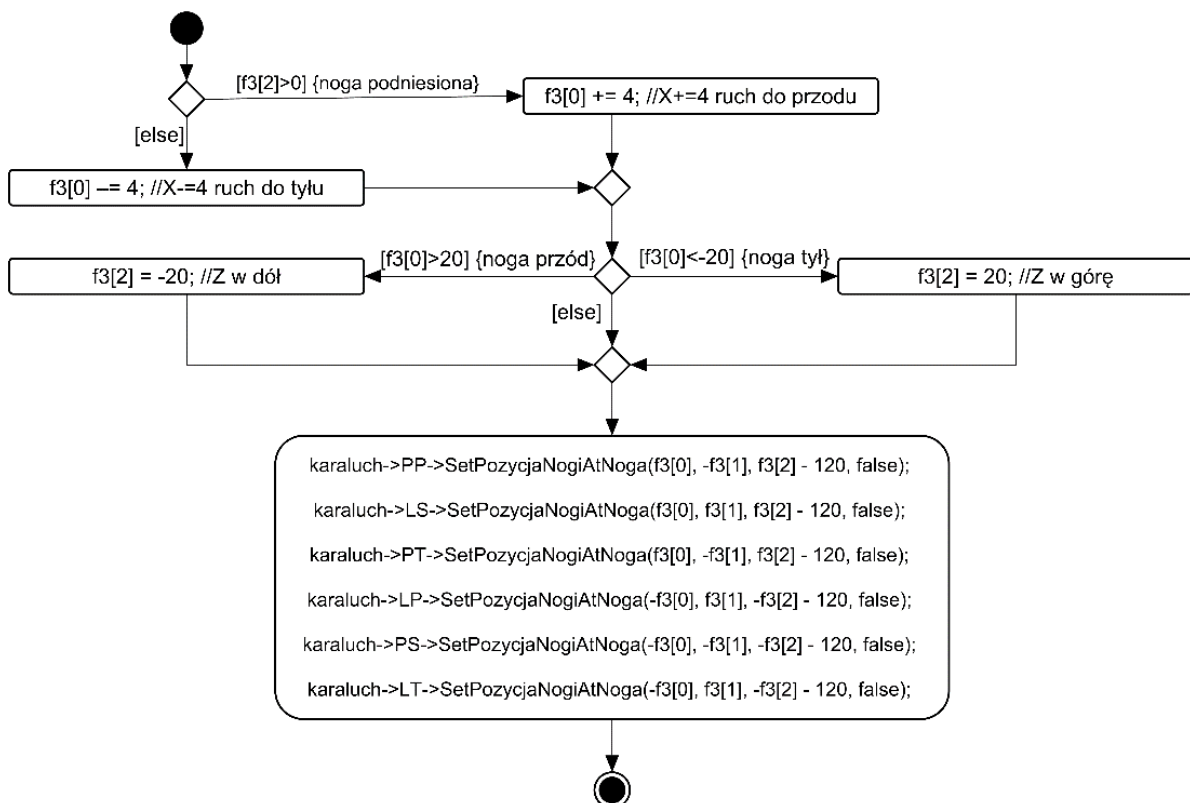 [f3[2]>0] {noga podniesiona}
f3[0] += 4; //X+=4 ruch do przodu
[else]
f3[0] –= 4; //X-=4 ruch do tyłu
[f3[0]>20] {noga przód}
[f3[0]<-20] {noga tył}
f3[2] = -20; //Z w dół
f3[2] = 20; //Z w górę
[else]
karaluch->PP->SetPozycjaNogiAtNoga(f3[0], -f3[1], f3[2] - 120, false);
karaluch->LS->SetPozycjaNogiAtNoga(f3[0], f3[1], f3[2] - 120, false);
karaluch->PT->SetPozycjaNogiAtNoga(f3[0], -f3[1], f3[2] - 120, false);
karaluch->LP->SetPozycjaNogiAtNoga(-f3[0], f3[1], -f3[2] - 120, false);
karaluch->PS->SetPozycjaNogiAtNoga(-f3[0], -f3[1], -f3[2] - 120, false);
karaluch->LT->SetPozycjaNogiAtNoga(-f3[0], f3[1], -f3[2] - 120, false);